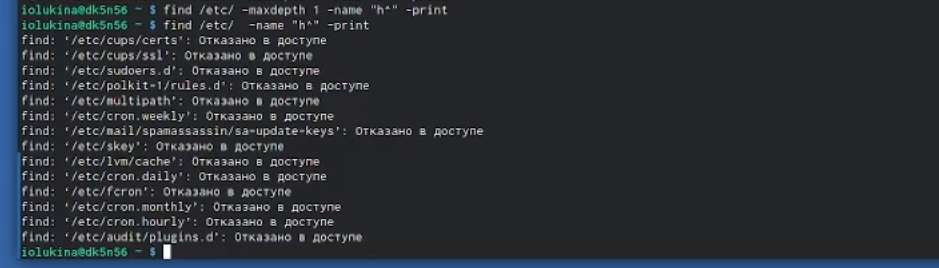 iolukina@dk5n56 ~ $ find /etc/ -maxdepth 1 -name "h^" -print
iolukina@dk5n56 ~ $ find /etc/  -name "h^" -print
find: ‘/etc/cups/certs’: Отказано в доступе
find: ‘/etc/cups/ssl’: Отказано в доступе
find: ‘/etc/sudoers.d’: Отказано в доступе
find: ‘/etc/polkit-1/rules.d’: Отказано в доступе
find: ‘/etc/multipath’: Отказано в доступе
find: ‘/etc/cron.weekly’: Отказано в доступе
find: ‘/etc/mail/spamassassin/sa-update-keys’: Отказано в доступе
find: ‘/etc/skey’: Отказано в доступе
find: ‘/etc/lvm/cache’: Отказано в доступе
find: ‘/etc/cron.daily’: Отказано в доступе
find: ‘/etc/fcron’: Отказано в доступе
find: ‘/etc/cron.monthly’: Отказано в доступе
find: ‘/etc/cron.hourly’: Отказано в доступе
find: ‘/etc/audit/plugins.d’: Отказано в доступе
iolukina@dk5n56 ~ $